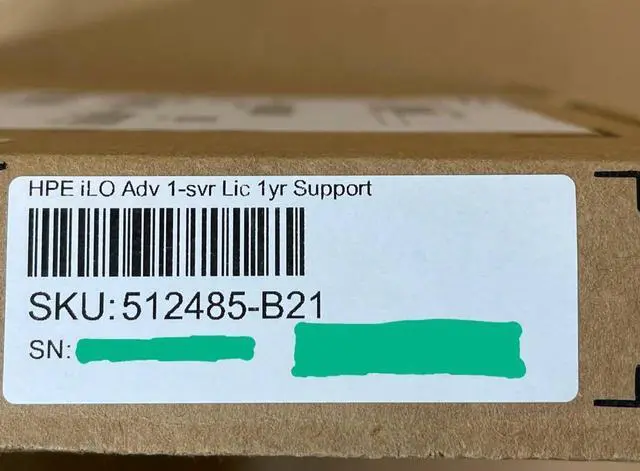 HPE iLO Adv 1-svr Lic 1yr Support
SKU: 512485-B21
SN: